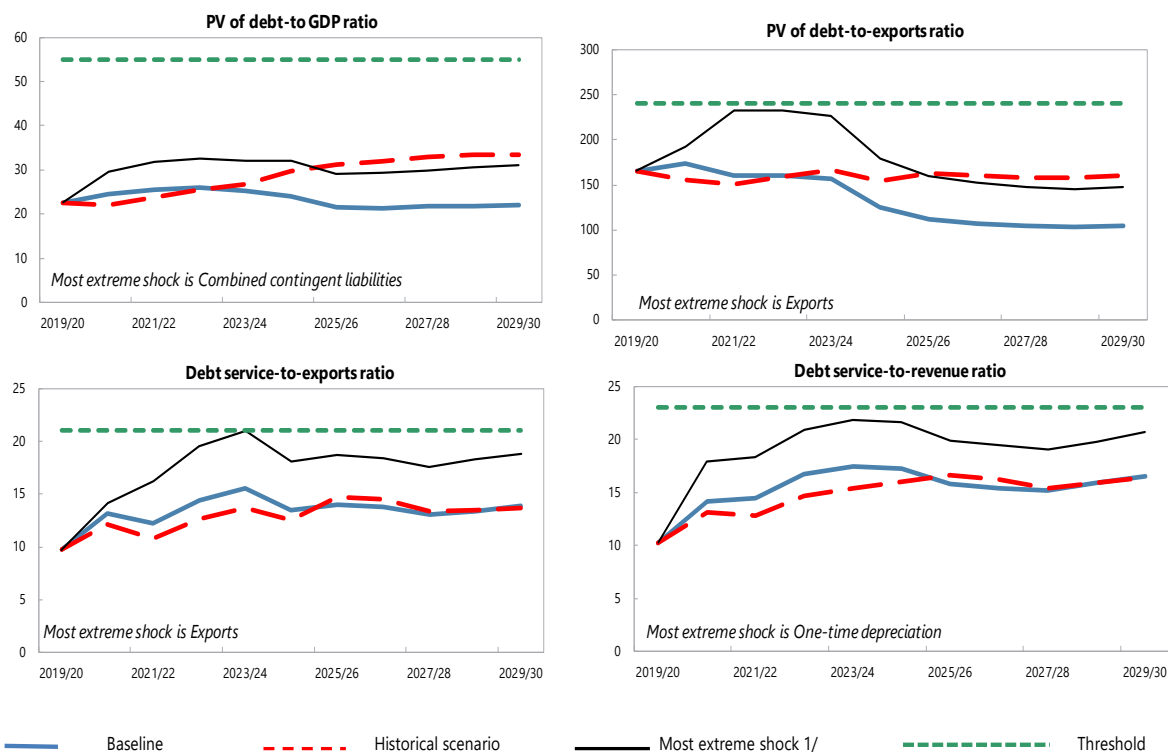 PV of debt-to GDP ratio
60
50
40
30
20
10
0
Most extreme shock is Combined contingent liabilities
2019/20 2021/22 2023/24 2025/26 2027/28 2029/30
PV of debt-to-exports ratio
300
250
200
150
100
50
0
Most extreme shock is Exports
2019/20 2021/22 2023/24 2025/26 2027/28 2029/30
Debt service-to-exports ratio
25
20
15
10
5
0
Most extreme shock is Exports
2019/20 2021/22 2023/24 2025/26 2027/28 2029/30
Debt service-to-revenue ratio
25
20
15
10
5
0
Most extreme shock is One-time depreciation
2019/20 2021/22 2023/24 2025/26 2027/28 2029/30
Baseline Historical scenario Most extreme shock 1/ Threshold